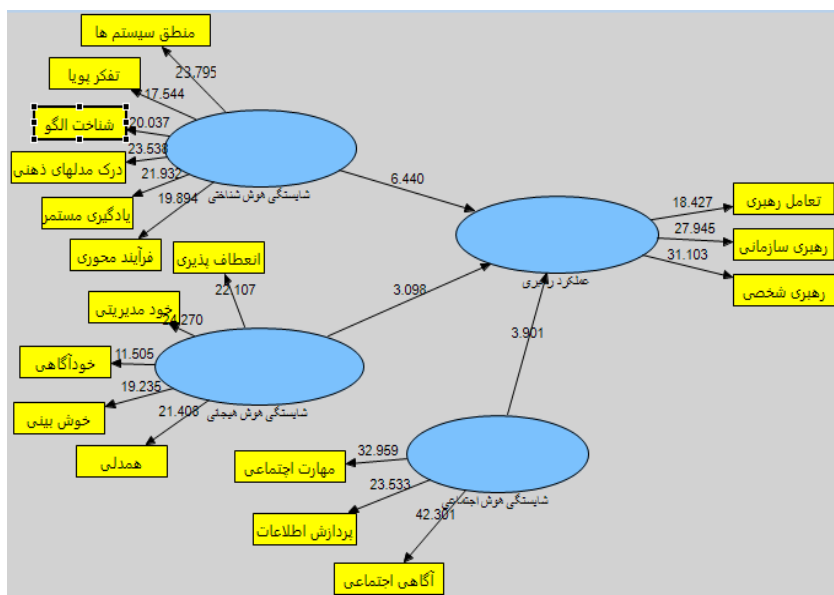 منطق سیستم ها
23.795
تفکر پویا
17.544
شناخت الگو
20.037
درک مدلهای ذهنی
23.538
یادگیری مستمر
21.932
فرآیند محوری
19.894
شایستگی هوش شناختی
6.440
تعامل رهبری
18.427
رهبری سازمانی
27.945
رهبری شخصی
31.103
عملکرد رهبری
انعطاف پذیری
22.107
خود مدیریتی
24.270
خودآگاهی
11.505
خوش بینی
19.235
همدلی
21.408
شایستگی هوش هیجانی
3.098
3.901
مهارت اجتماعی
32.959
پردازش اطلاعات
23.533
آگاهی اجتماعی
42.301
شایستگی هوش اجتماعی